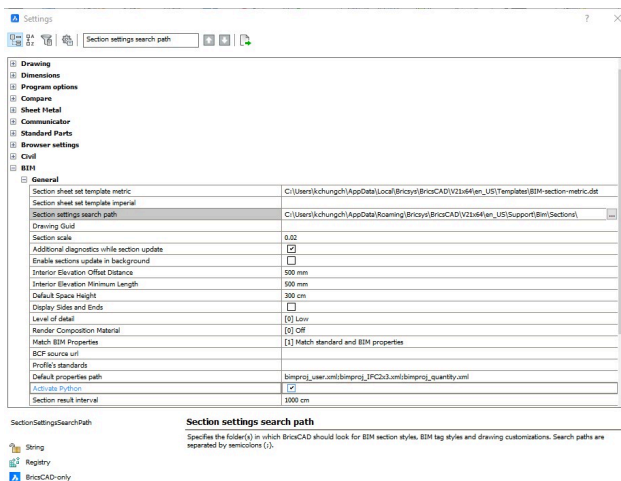 Settings
Section settings search path
Drawing
Dimensions
Program options
Compare
Sheet Metal
Communicator
Standard Parts
Browser settings
Civil
BIM
General
Section sheet set template metric C:\Users\kchungch\AppData\Local\Bricsys\BricsCAD\V21x64\en_US\Templates\BIM-section-metric.dst
Section sheet set template imperial
Section settings search path C:\Users\kchungch\AppData\Roaming\Bricsys\BricsCAD\V21x64\en_US\Support\Bim\Sections\ ...
Drawing Guid
Section scale 0.02
Additional diagnostics while section update
Enable sections update in background
Interior Elevation Offset Distance 500 mm
Interior Elevation Minimum Length 500 mm
Default Space Height 300 cm
Display Sides and Ends
Level of detail [0] Low
Render Composition Material [0] Off
Match BIM Properties [1] Match standard and BIM properties
BCF source url
Profile's standards
Default properties path bimproj_user.xml;bimproj_IFC2x3.xml;bimproj_quantity.xml
Activate Python
Section result interval 1000 cm
SectionSettingsSearchPath Section settings search path
Specifies the folder(s) in which BricsCAD should look for BIM section styles, BIM tag styles and drawing customizations. Search paths are
separated by semicolons (;).
String
Registry
BricsCAD-only